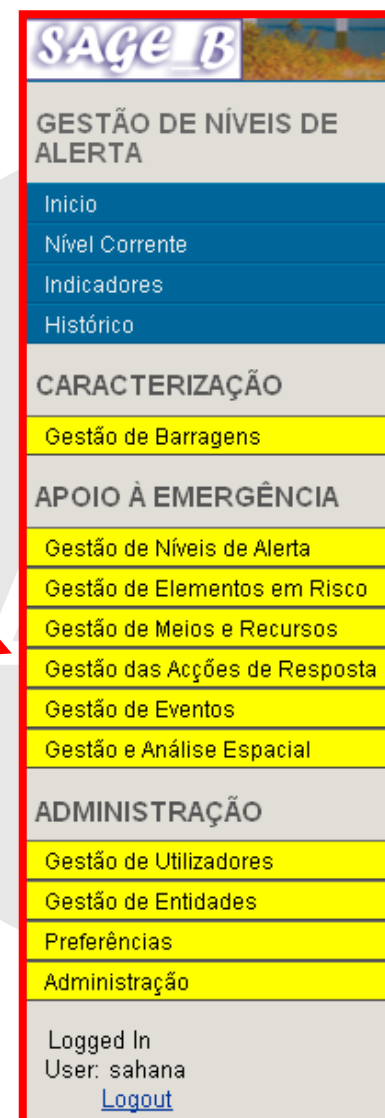 SAGE_B
GESTÃO DE NÍVEIS DE
ALERTA
Inicio
Nível Corrente
Indicadores
Histórico
CARACTERIZAÇÃO
Gestão de Barragens
APOIO À EMERGÊNCIA
Gestão de Níveis de Alerta
Gestão de Elementos em Risco
Gestão de Meios e Recursos
Gestão das Acções de Resposta
Gestão de Eventos
Gestão e Análise Espacial
ADMINISTRAÇÃO
Gestão de Utilizadores
Gestão de Entidades
Preferências
Administração
Logged In
User: sahana
Logout